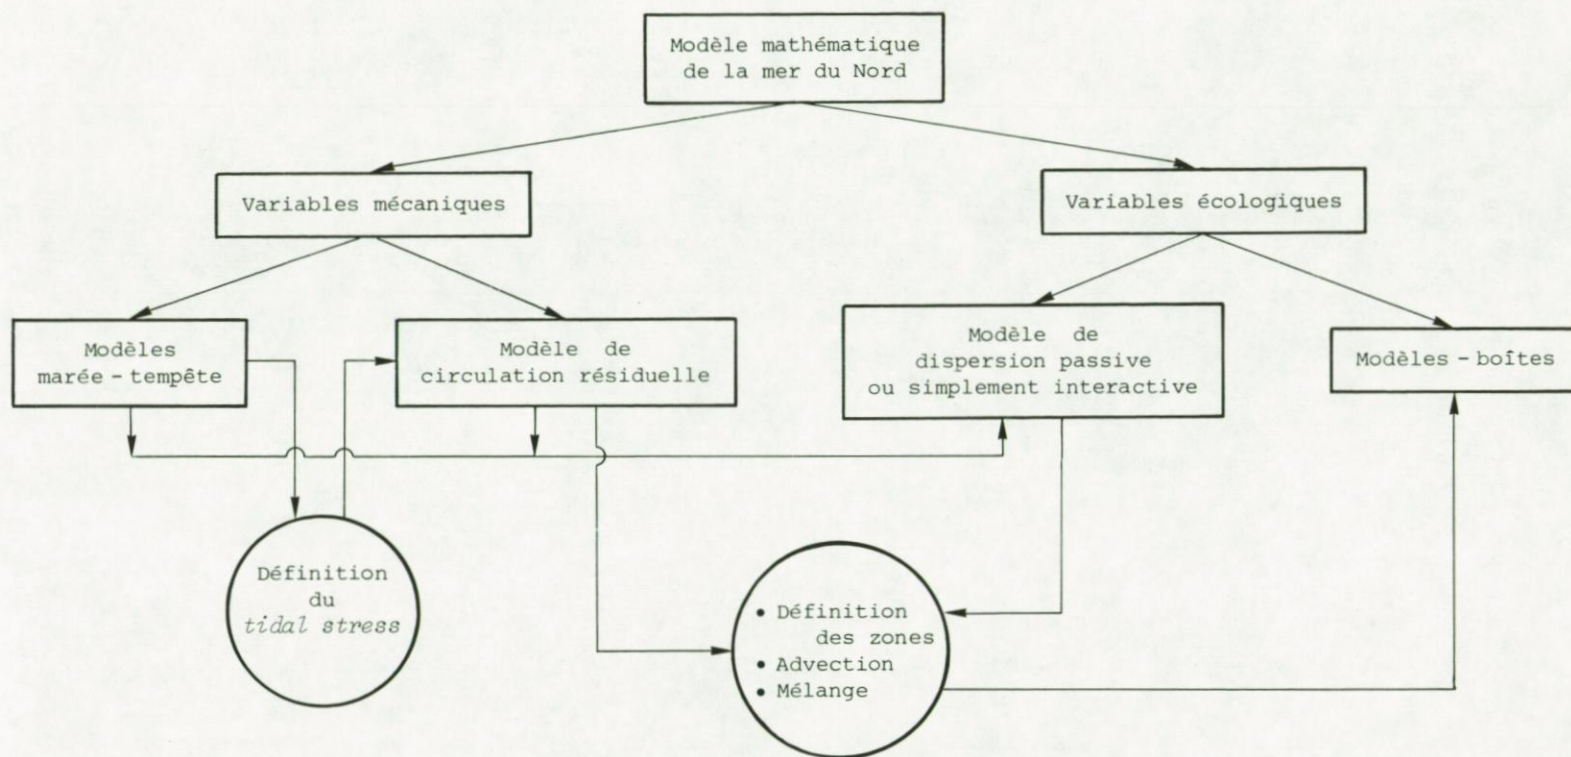 Modèle mathématique
de la mer du Nord
Variables mécaniques
Variables écologiques
Modèles
marée - tempête
Modèle de
circulation résiduelle
Modèle de
dispersion passive
ou simplement interactive
Modèles - boîtes
Définition
du
tidal stress
• Définition
des zones
• Advection
• Mélange